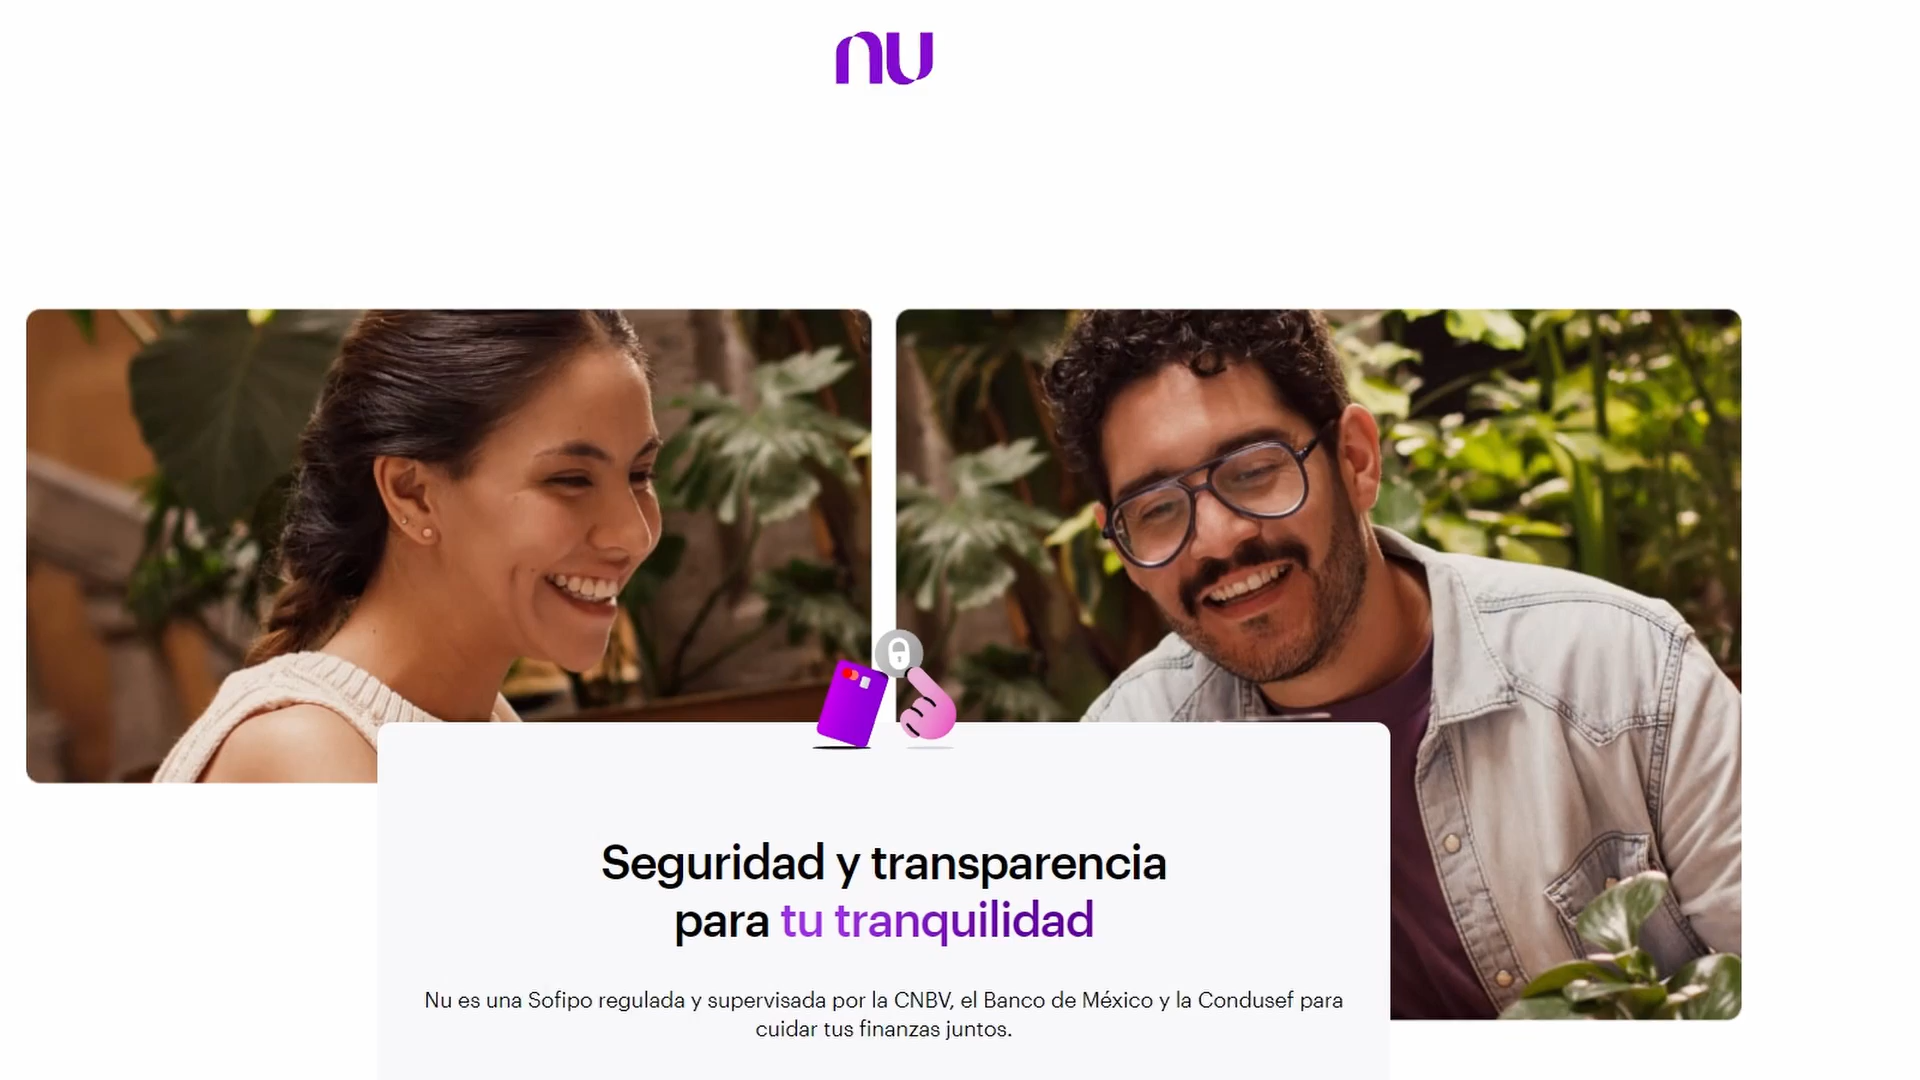 nu
Seguridad y transparencia
para tu tranquilidad
Nu es una Sofipo regulada y supervisada por la CNBV, el Banco de México y la Condusef para
cuidar tus finanzas juntos.